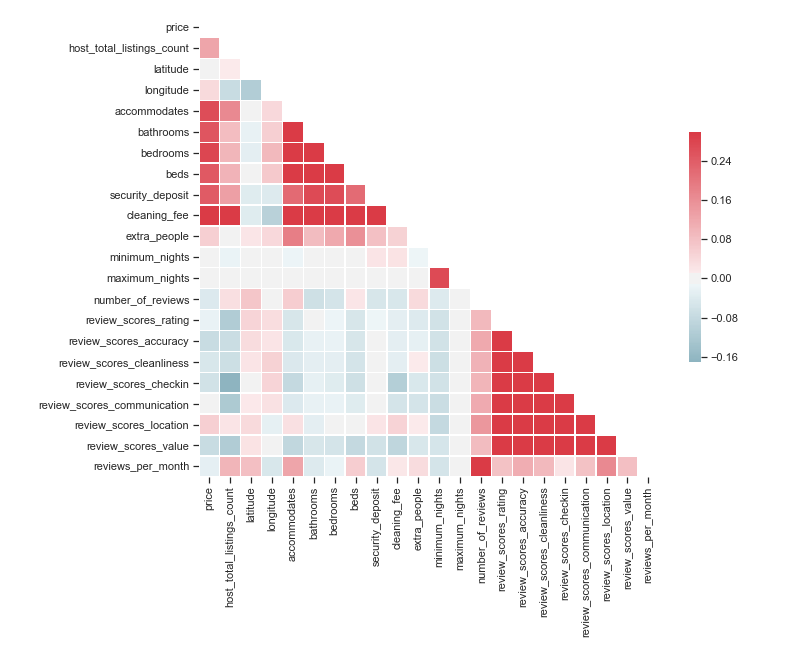 price
host_total_listings_count
latitude
longitude
accommodates
bathrooms
bedrooms
beds
security_deposit
cleaning_fee
extra_people
minimum_nights
maximum_nights
number_of_reviews
review_scores_rating
review_scores_accuracy
review_scores_cleanliness
review_scores_checkin
review_scores_communication
review_scores_location
review_scores_value
reviews_per_month
price
host_total_listings_count
latitude
longitude
accommodates
bathrooms
bedrooms
beds
security_deposit
cleaning_fee
extra_people
minimum_nights
maximum_nights
number_of_reviews
review_scores_rating
review_scores_accuracy
review_scores_cleanliness
review_scores_checkin
review_scores_communication
review_scores_location
review_scores_value
reviews_per_month
0.24
0.16
0.08
0.00
−0.08
−0.16